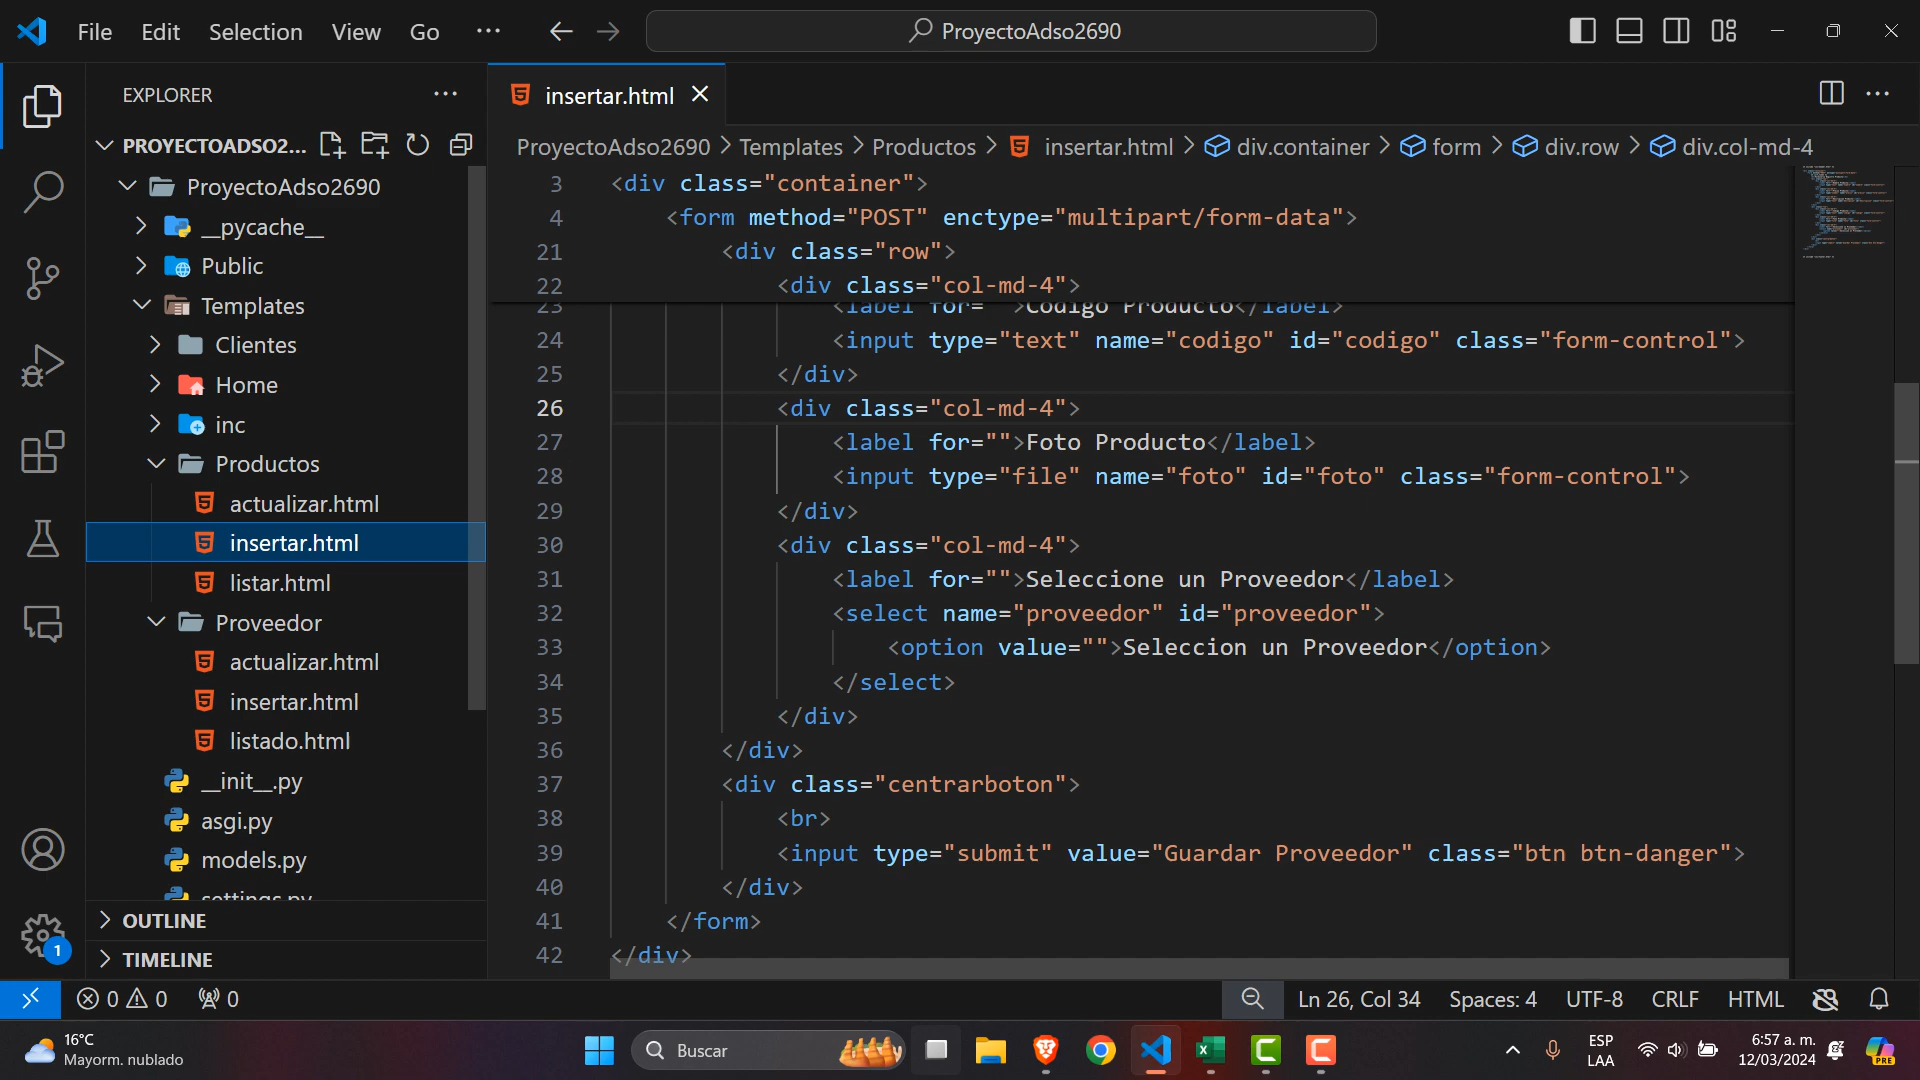 File Edit Selection View Go ···
ProyectoAdso2690
EXPLORER
PROYECTOADSO2...
ProyectoAdso2690
__pycache__
Public
Templates
Clientes
Home
inc
Productos
actualizar.html
insertar.html
listar.html
Proveedor
actualizar.html
insertar.html
listado.html
__init__.py
asgi.py
models.py
settings.py
OUTLINE
TIMELINE
1
insertar.html
ProyectoAdso2690 > Templates > Productos > insertar.html > div.container > form > div.row > div.col-md-4
3 <div class="container">
4 <form method="POST" enctype="multipart/form-data">
21 <div class="row">
22 <div class="col-md-4">
23 <label for="">Codigo Producto</label>
24 <input type="text" name="codigo" id="codigo" class="form-control">
25 </div>
26 <div class="col-md-4">
27 <label for="">Foto Producto</label>
28 <input type="file" name="foto" id="foto" class="form-control">
29 </div>
30 <div class="col-md-4">
31 <label for="">Seleccione un Proveedor</label>
32 <select name="proveedor" id="proveedor">
33 <option value="">Seleccion un Proveedor</option>
34 </select>
35 </div>
36 </div>
37 <div class="centrarboton">
38 <br>
39 <input type="submit" value="Guardar Proveedor" class="btn btn-danger">
40 </div>
41 </form>
42 </div>
0 0 0
Ln 26, Col 34 Spaces: 4 UTF-8 CRLF HTML
16°C
Mayorm. nublado
Buscar
ESP
LAA
6:57 a. m.
12/03/2024
PRE